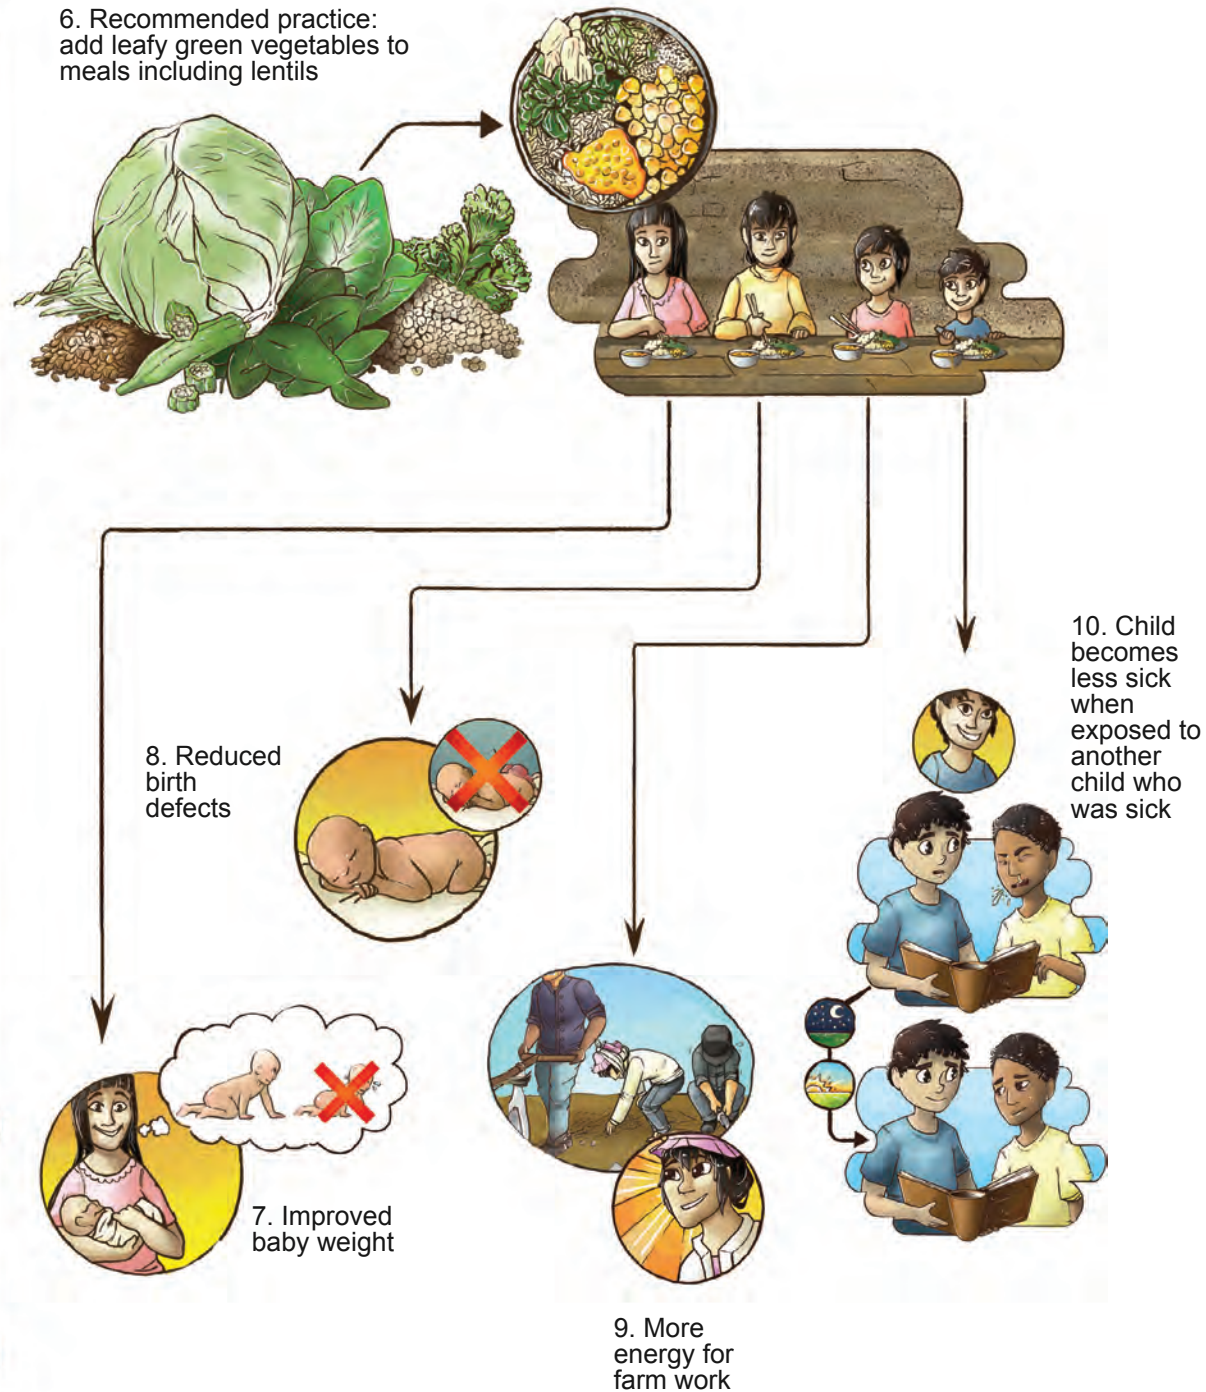 6. Recommended practice:
add leafy green vegetables to
meals including lentils
10. Child
becomes
less sick
when
exposed to
another
child who
was sick
8. Reduced
birth
defects
7. Improved
baby weight
9. More
energy for
farm work